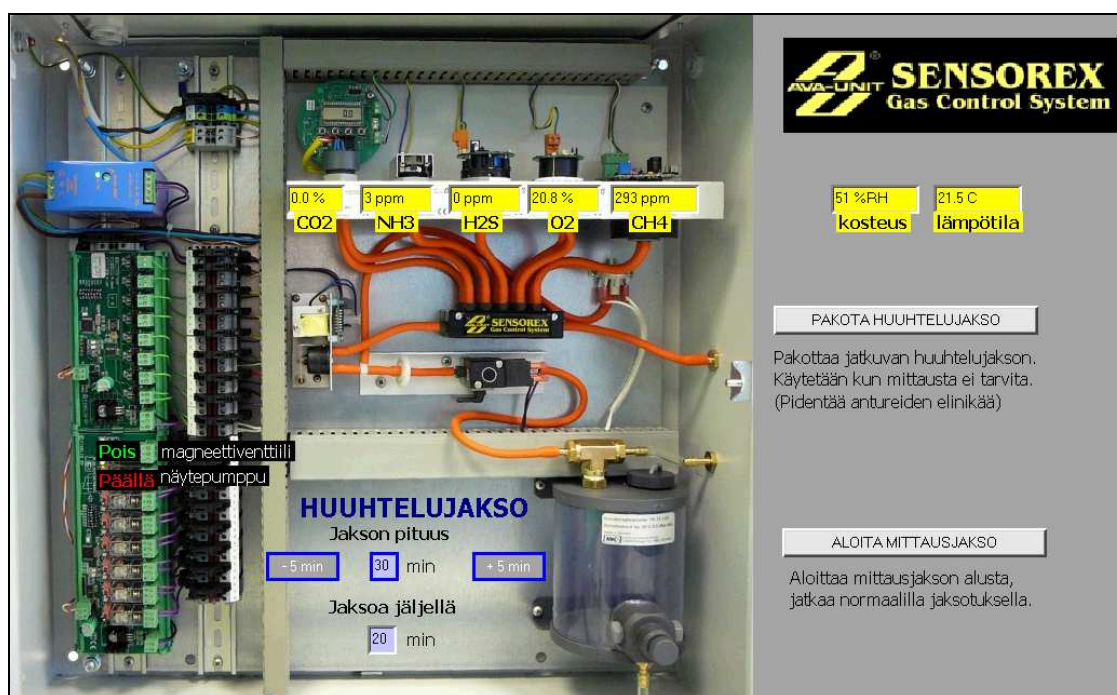 AVA-UNIT
®
SENSOREX
Gas Control System
0.0 %
3 ppm
0 ppm
20.8 %
293 ppm
CO2
NH3
H2S
O2
CH4
51 %RH
21.5 C
kosteus
lämpötila
SENSOREX
Gas Control System
PAKOTA HUUHTELUJAKSO
Pakottaa jatkuvan huuhtelujakson.
Käytetään kun mittausta ei tarvita.
(Pidentää antureiden elinikää)
Pois magneettiventtiili
Päällä näytepumppu
HUUHTELUJAKSO
Jakson pituus
- 5 min
30 min
+ 5 min
Jaksoa jäljellä
20 min
ALOITA MITTAUSJAKSO
Aloittaa mittausjakson alusta,
jatkaa normaalilla jaksotuksella.